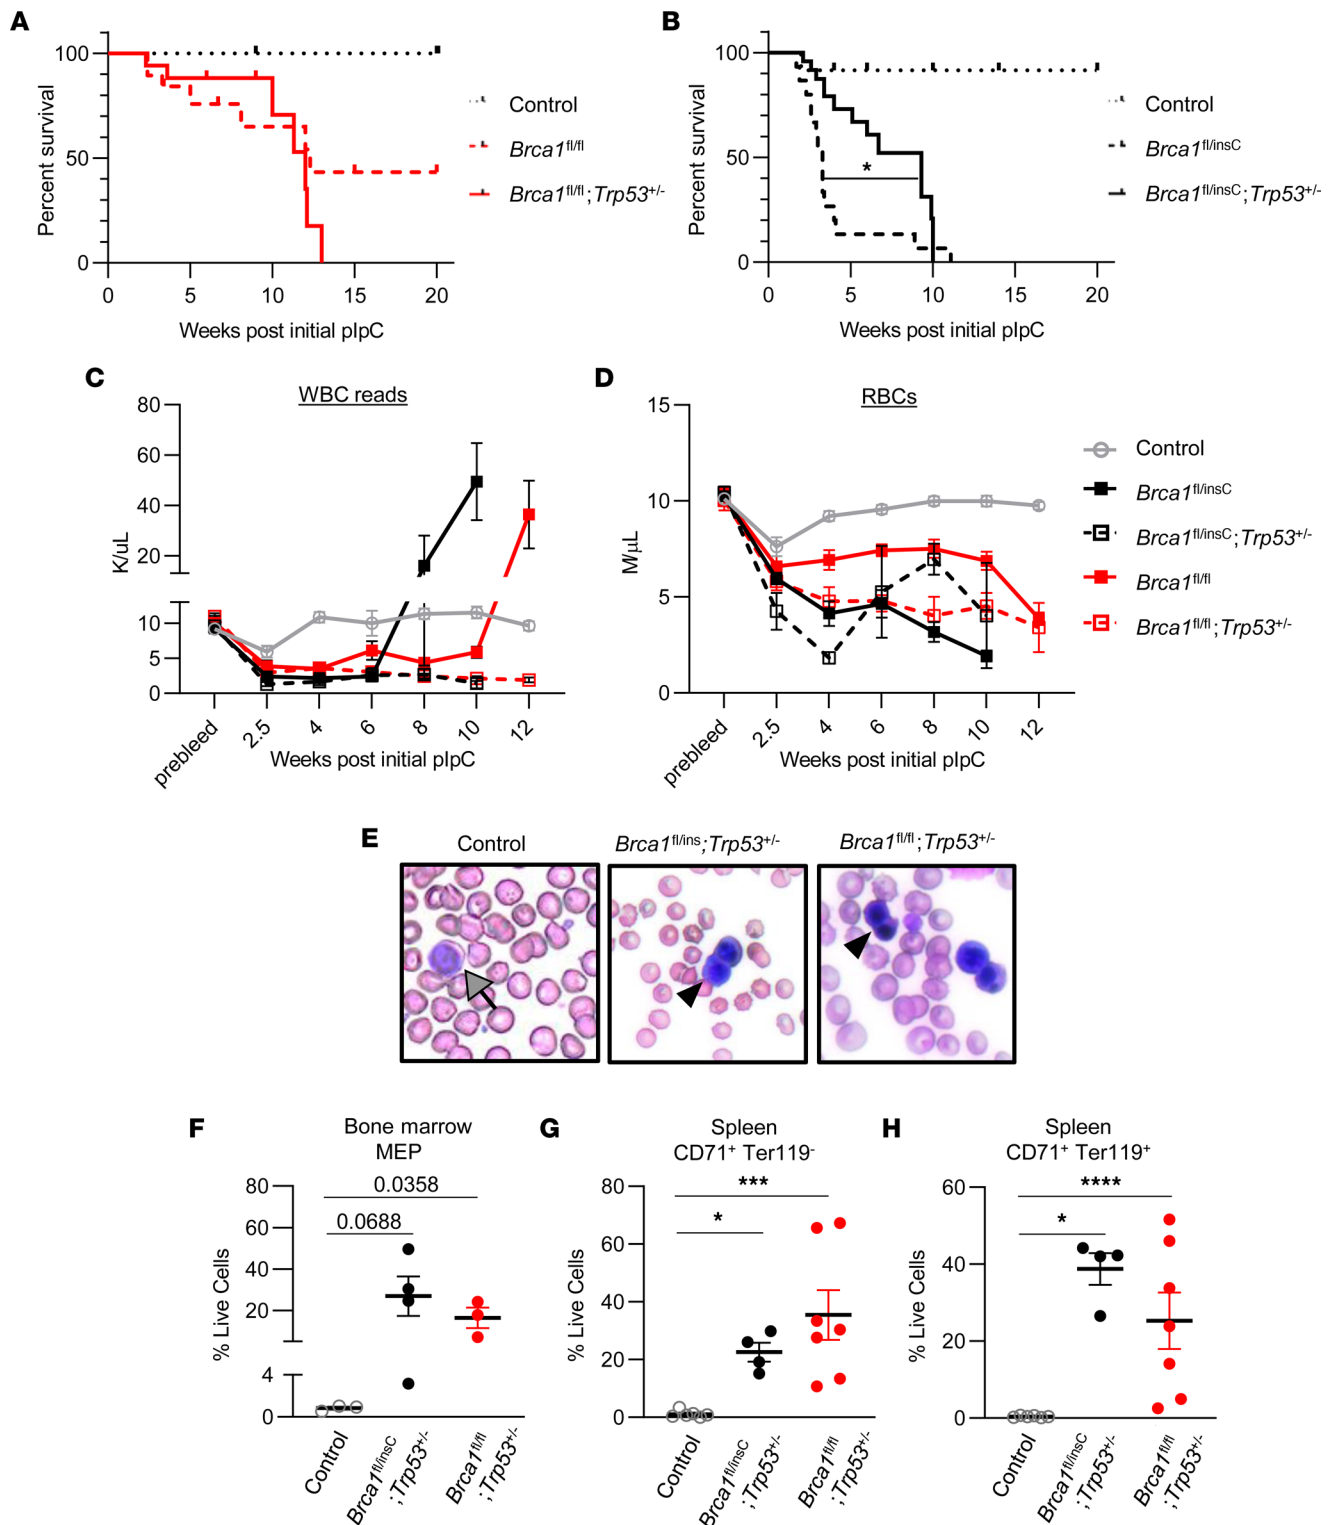 A
100
50
0
Percent survival
0 5 10 15 20
Weeks post initial pIpC
Control
Brca1fl/fl
Brca1fl/fl;Trp53+/-
B
100
50
0
Percent survival
*
0 5 10 15 20
Weeks post initial pIpC
Control
Brca1fl/insC
Brca1fl/insC;Trp53+/-
C
WBC reads
80
60
40
20
10
5
0
K/uL
prebleed 2.5 4 6 8 10 12
Weeks post initial pIpC
D
RBCs
15
10
5
0
M/μL
prebleed 2.5 4 6 8 10 12
Weeks post initial pIpC
Control
Brca1fl/insC
Brca1fl/insC;Trp53+/-
Brca1fl/fl
Brca1fl/fl;Trp53+/-
E
Control
Brca1fl/ins;Trp53+/-
Brca1fl/fl;Trp53+/-
F
Bone marrow
MEP
80
60
40
20
4
0
% Live Cells
0.0358
0.0688
Control
Brca1fl/insC
;Trp53+/-
Brca1fl/fl
;Trp53+/-
G
Spleen
CD71+ Ter119-
80
60
40
20
0
% Live Cells
***
*
Control
Brca1fl/insC
;Trp53+/-
Brca1fl/fl
;Trp53+/-
H
Spleen
CD71+ Ter119+
60
40
20
0
% Live Cells
****
*
Control
Brca1fl/insC
;Trp53+/-
Brca1fl/fl
;Trp53+/-